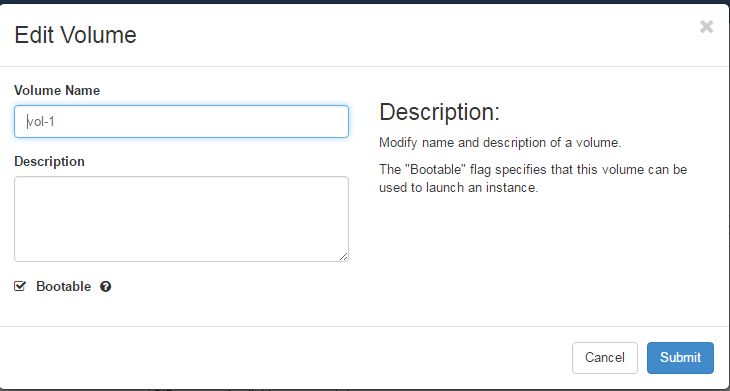 Edit Volume
Volume Name
vol-1
Description
Bootable
Description:
Modify name and description of a volume.
The "Bootable" flag specifies that this volume can be
used to launch an instance.
Cancel
Submit